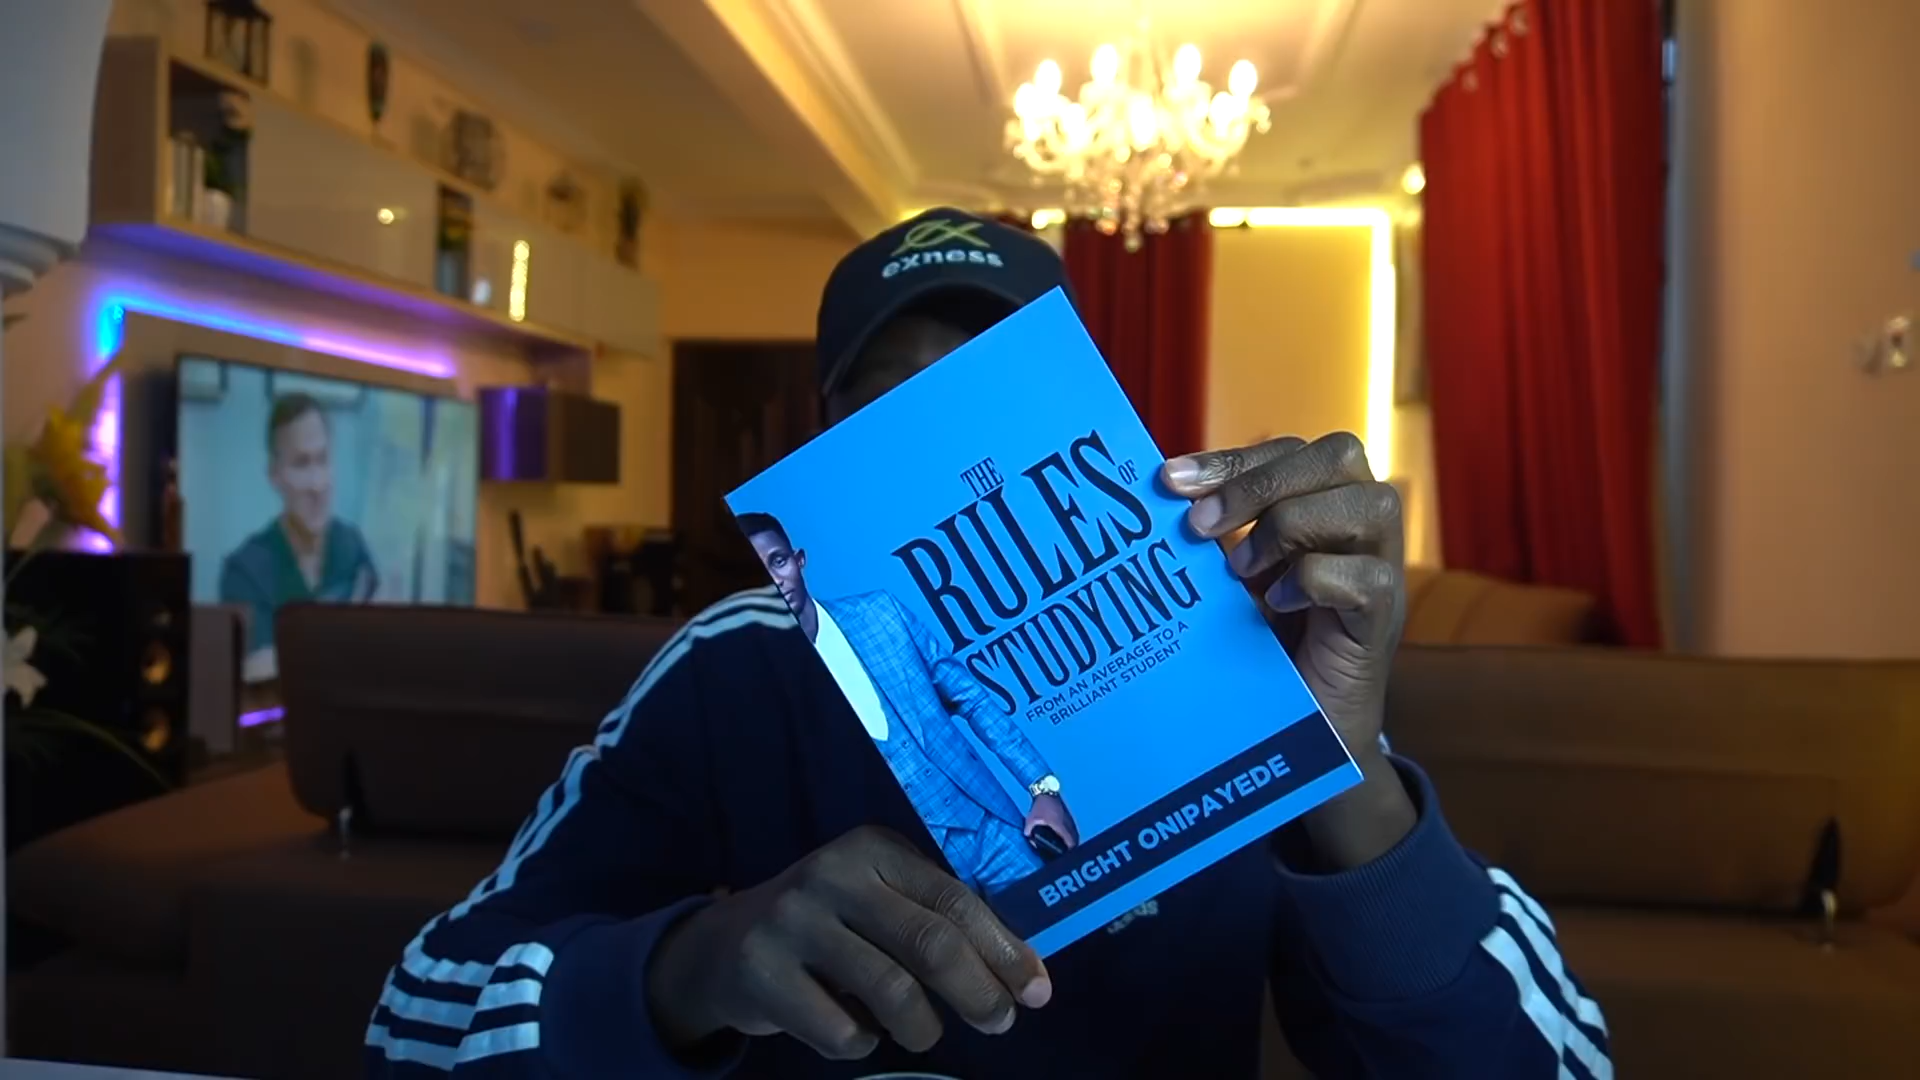 exness
THE
RULES OF
STUDYING
FROM AN AVERAGE TO A
BRILLIANT STUDENT
BRIGHT ONIPAYEDE